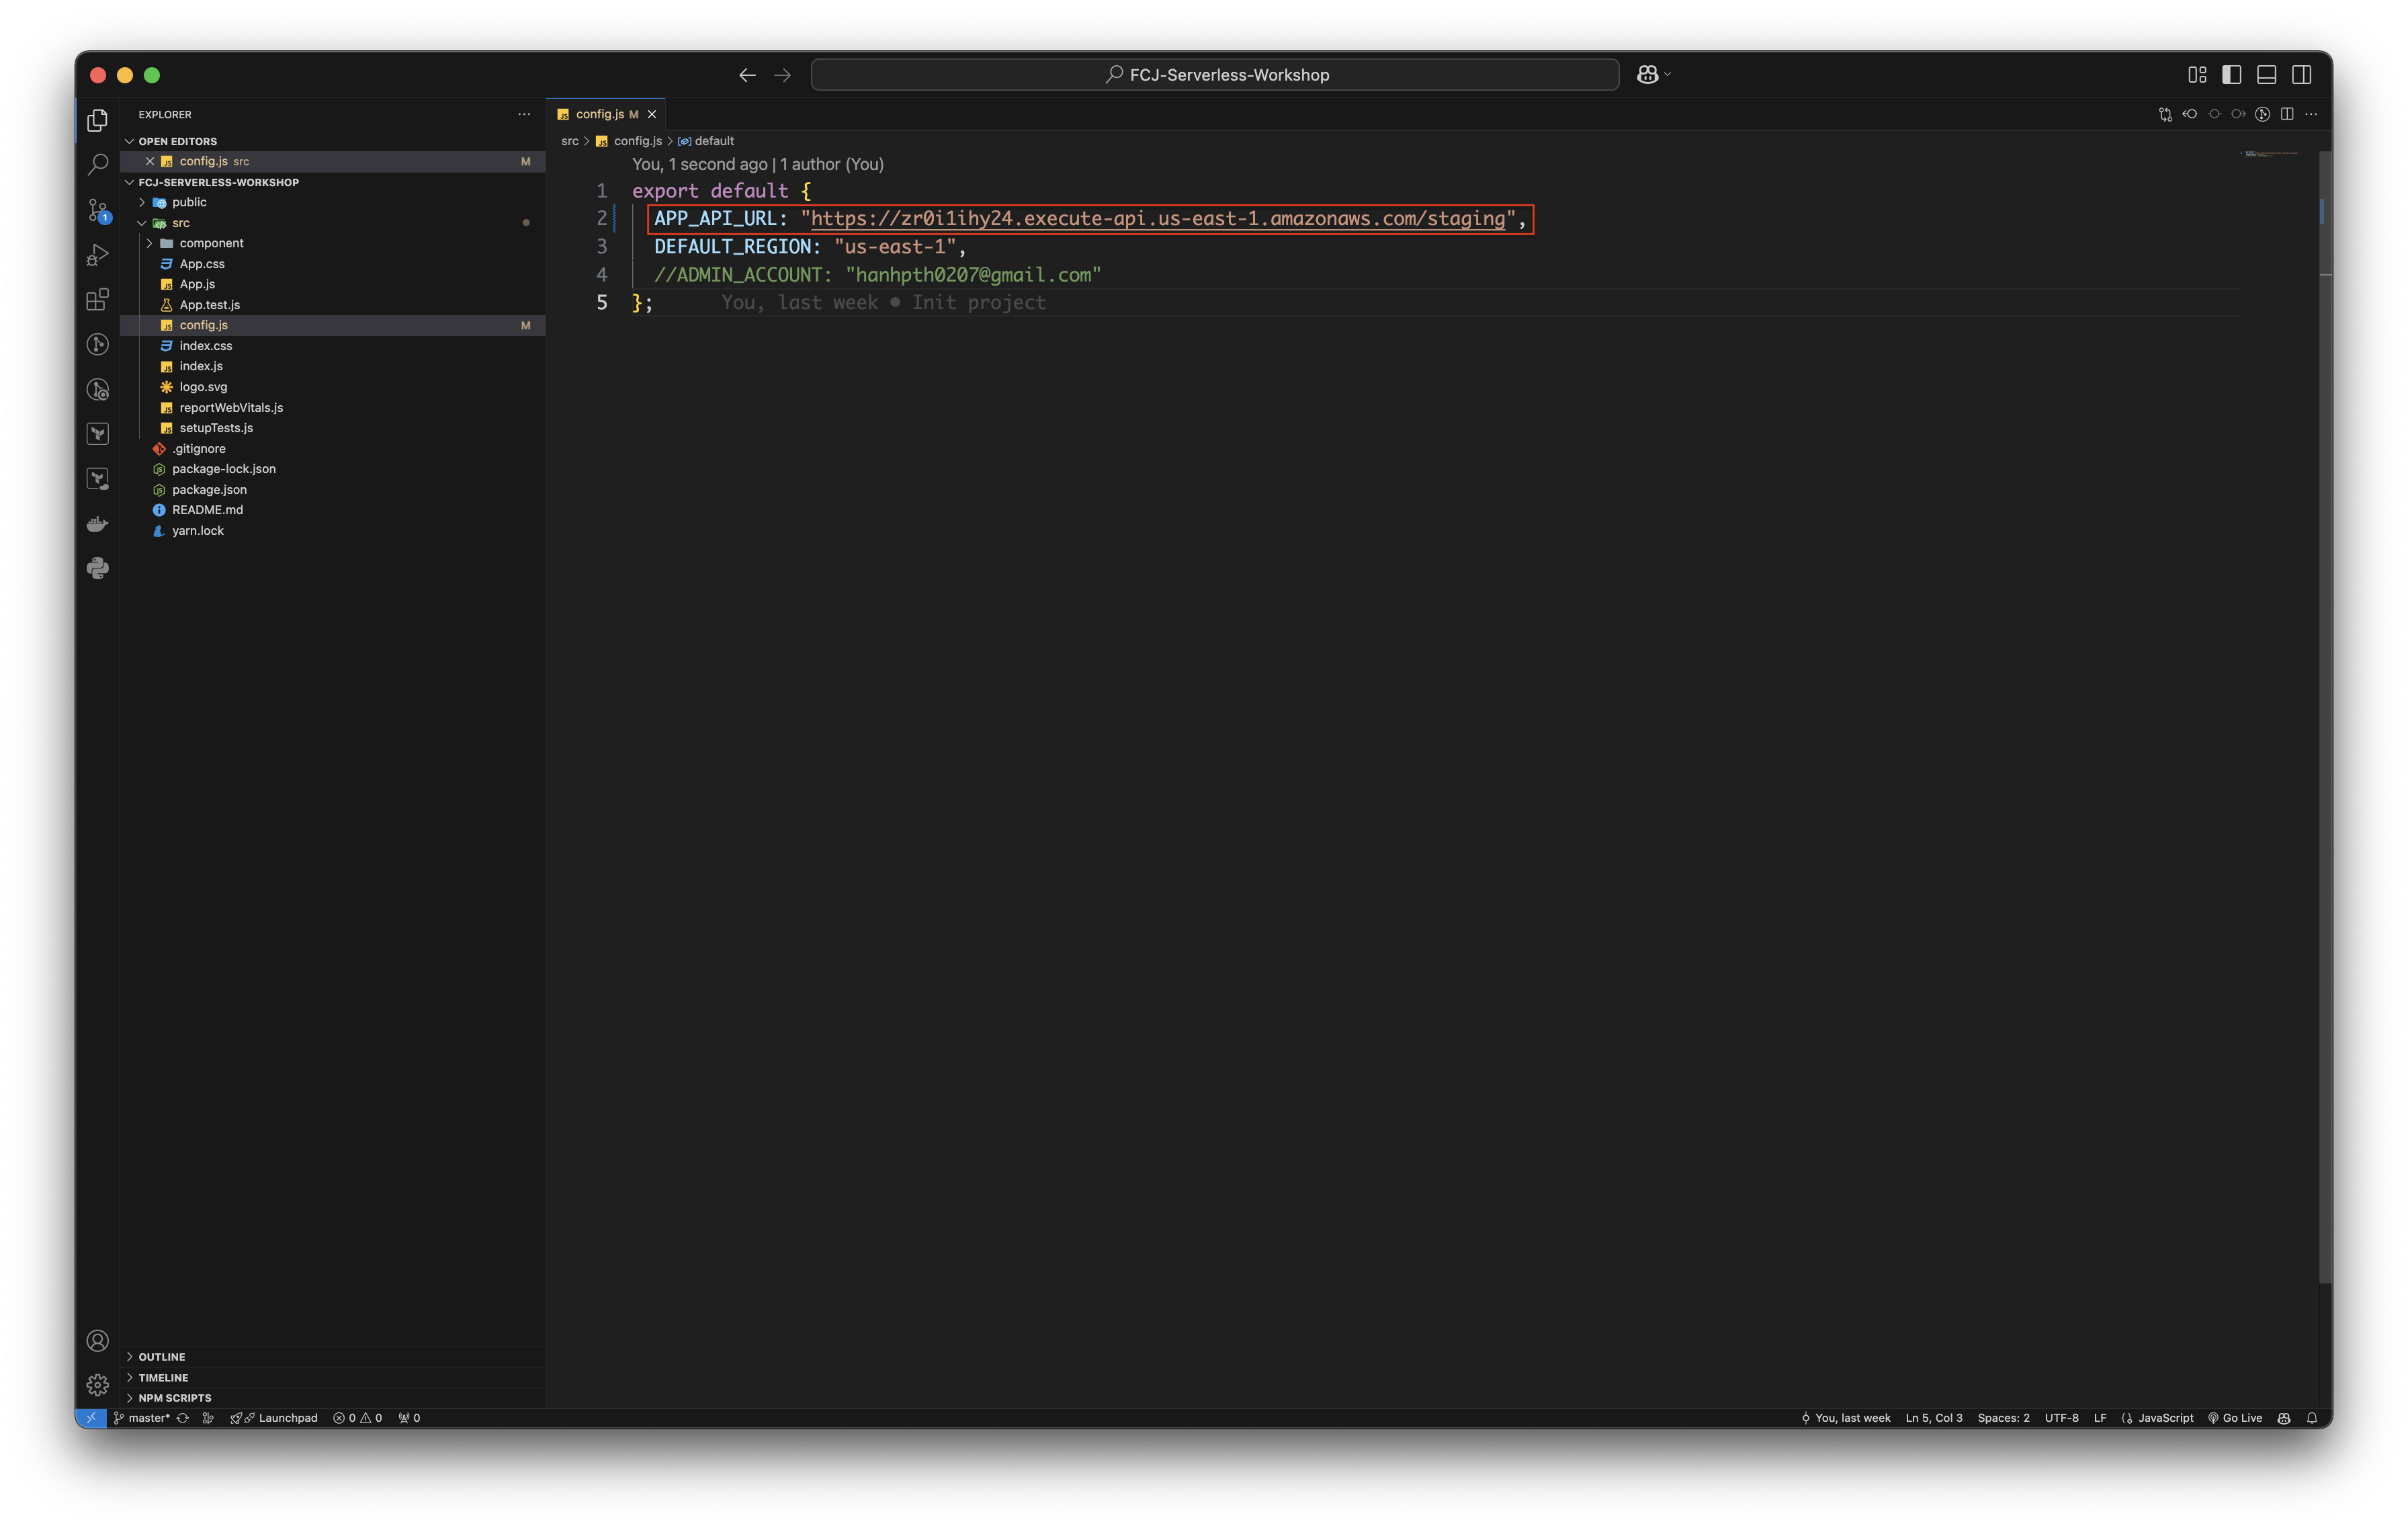 FCJ-Serverless-Workshop
EXPLORER
OPEN EDITORS
config.js src M
FCJ-SERVERLESS-WORKSHOP
public
src
component
App.css
App.js
App.test.js
config.js M
index.css
index.js
logo.svg
reportWebVitals.js
setupTests.js
.gitignore
package-lock.json
package.json
README.md
yarn.lock
OUTLINE
TIMELINE
NPM SCRIPTS
1
config.js M
src > config.js > default
You, 1 second ago | 1 author (You)
1 export default {
2 APP_API_URL: "https://zr0i1ihy24.execute-api.us-east-1.amazonaws.com/staging",
3 DEFAULT_REGION: "us-east-1",
4 //ADMIN_ACCOUNT: "hanhpth0207@gmail.com"
5 }; You, last week • Init project
master* Launchpad 0 0 0 You, last week Ln 5, Col 3 Spaces: 2 UTF-8 LF JavaScript Go Live